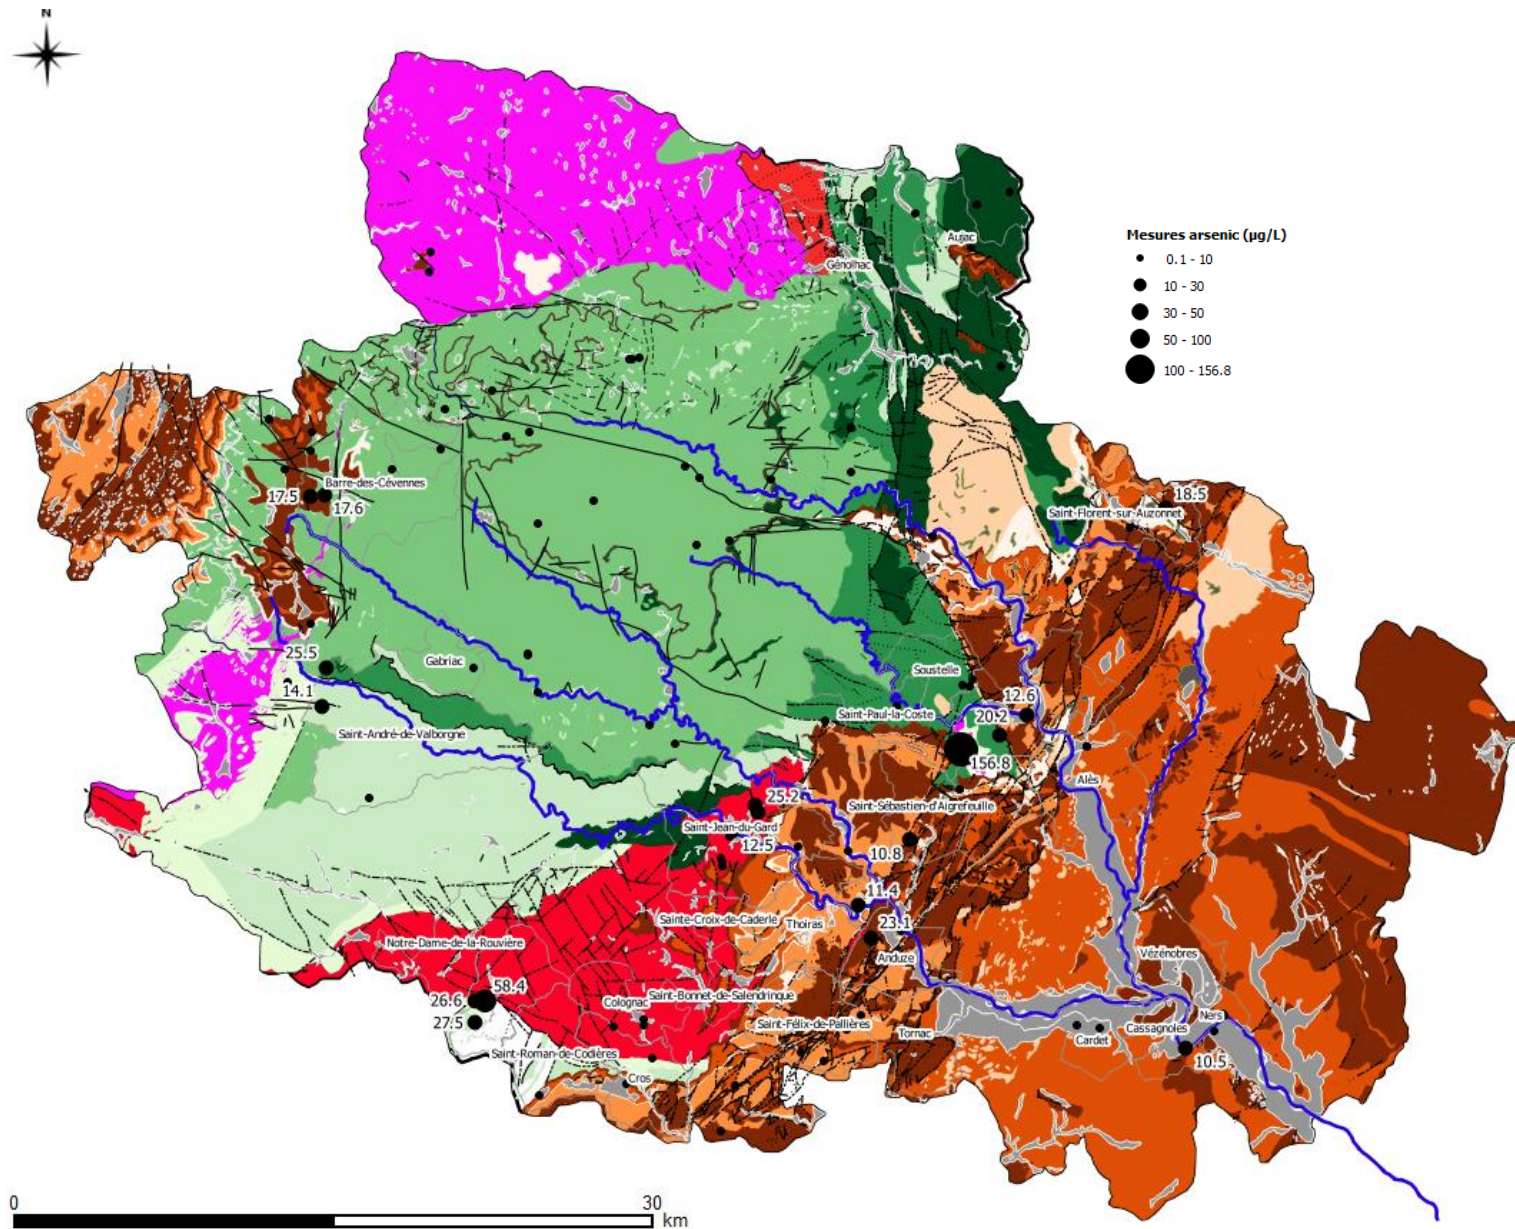 N
Mesures arsenic (µg/L)
0.1 - 10
10 - 30
30 - 50
50 - 100
100 - 156.8
Aujac
Génolhac
Barre-des-Cévennes
17.5
17.6
18.5
Saint-Florent-sur-Auzonnet
25.5
Gabriac
14.1
Soustelle
12.6
Saint-Paul-la-Coste
20.2
Saint-André-de-Valborgne
156.8
Alès
25.2
Saint-Sébastien-d'Aigrefeuille
Saint-Jean-du-Gard
12.5
10.8
11.4
Sainte-Croix-de-Caderle
Thoiras
23.1
Notre-Dame-de-la-Rouvière
Anduze
Vézénobres
58.4
26.6
Saint-Bonnet-de-Salendrinque
Colognac
27.5
Saint-Félix-de-Pallières
Tornac
Ners
Cassagnoles
Cardet
Saint-Roman-de-Codières
10.5
Cros
0
30
km